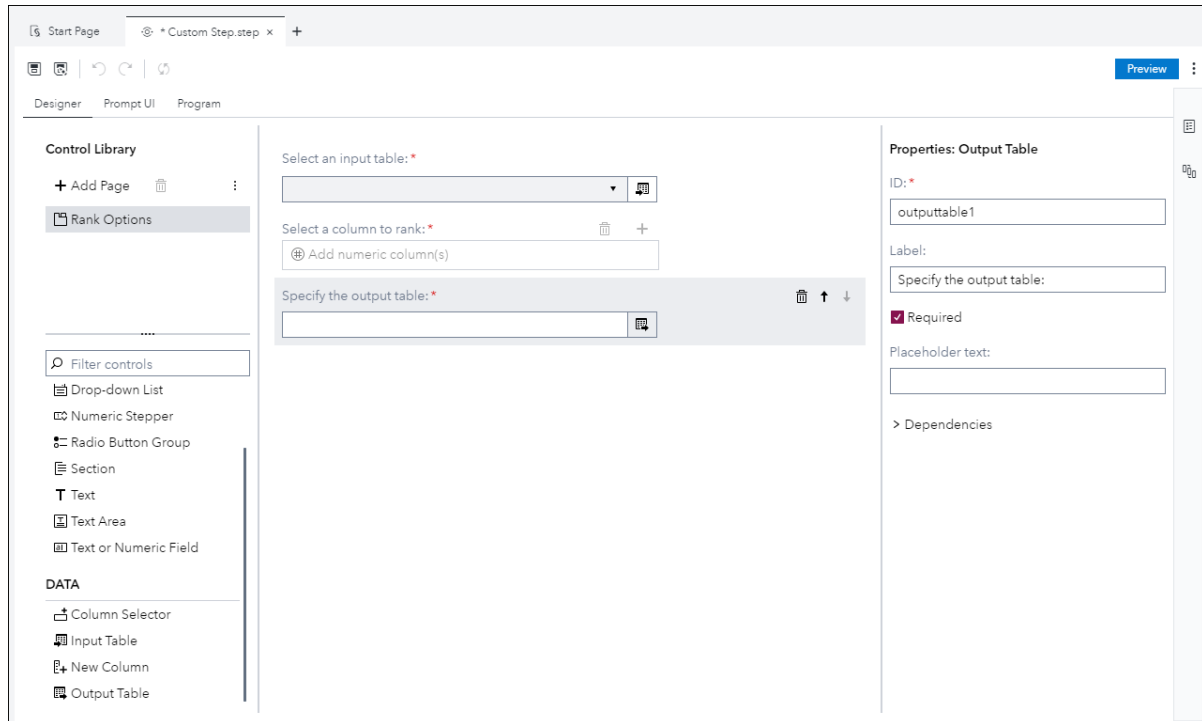 Start Page
* Custom Step.step × +
Preview
Designer Prompt UI Program
Control Library
+ Add Page
Rank Options
Filter controls
Drop-down List
Numeric Stepper
Radio Button Group
Section
Text
Text Area
Text or Numeric Field
DATA
Column Selector
Input Table
New Column
Output Table
Select an input table:*
Select a column to rank:*
Add numeric column(s)
Specify the output table:*
Properties: Output Table
ID:*
outputtable1
Label:
Specify the output table:
Required
Placeholder text:
> Dependencies